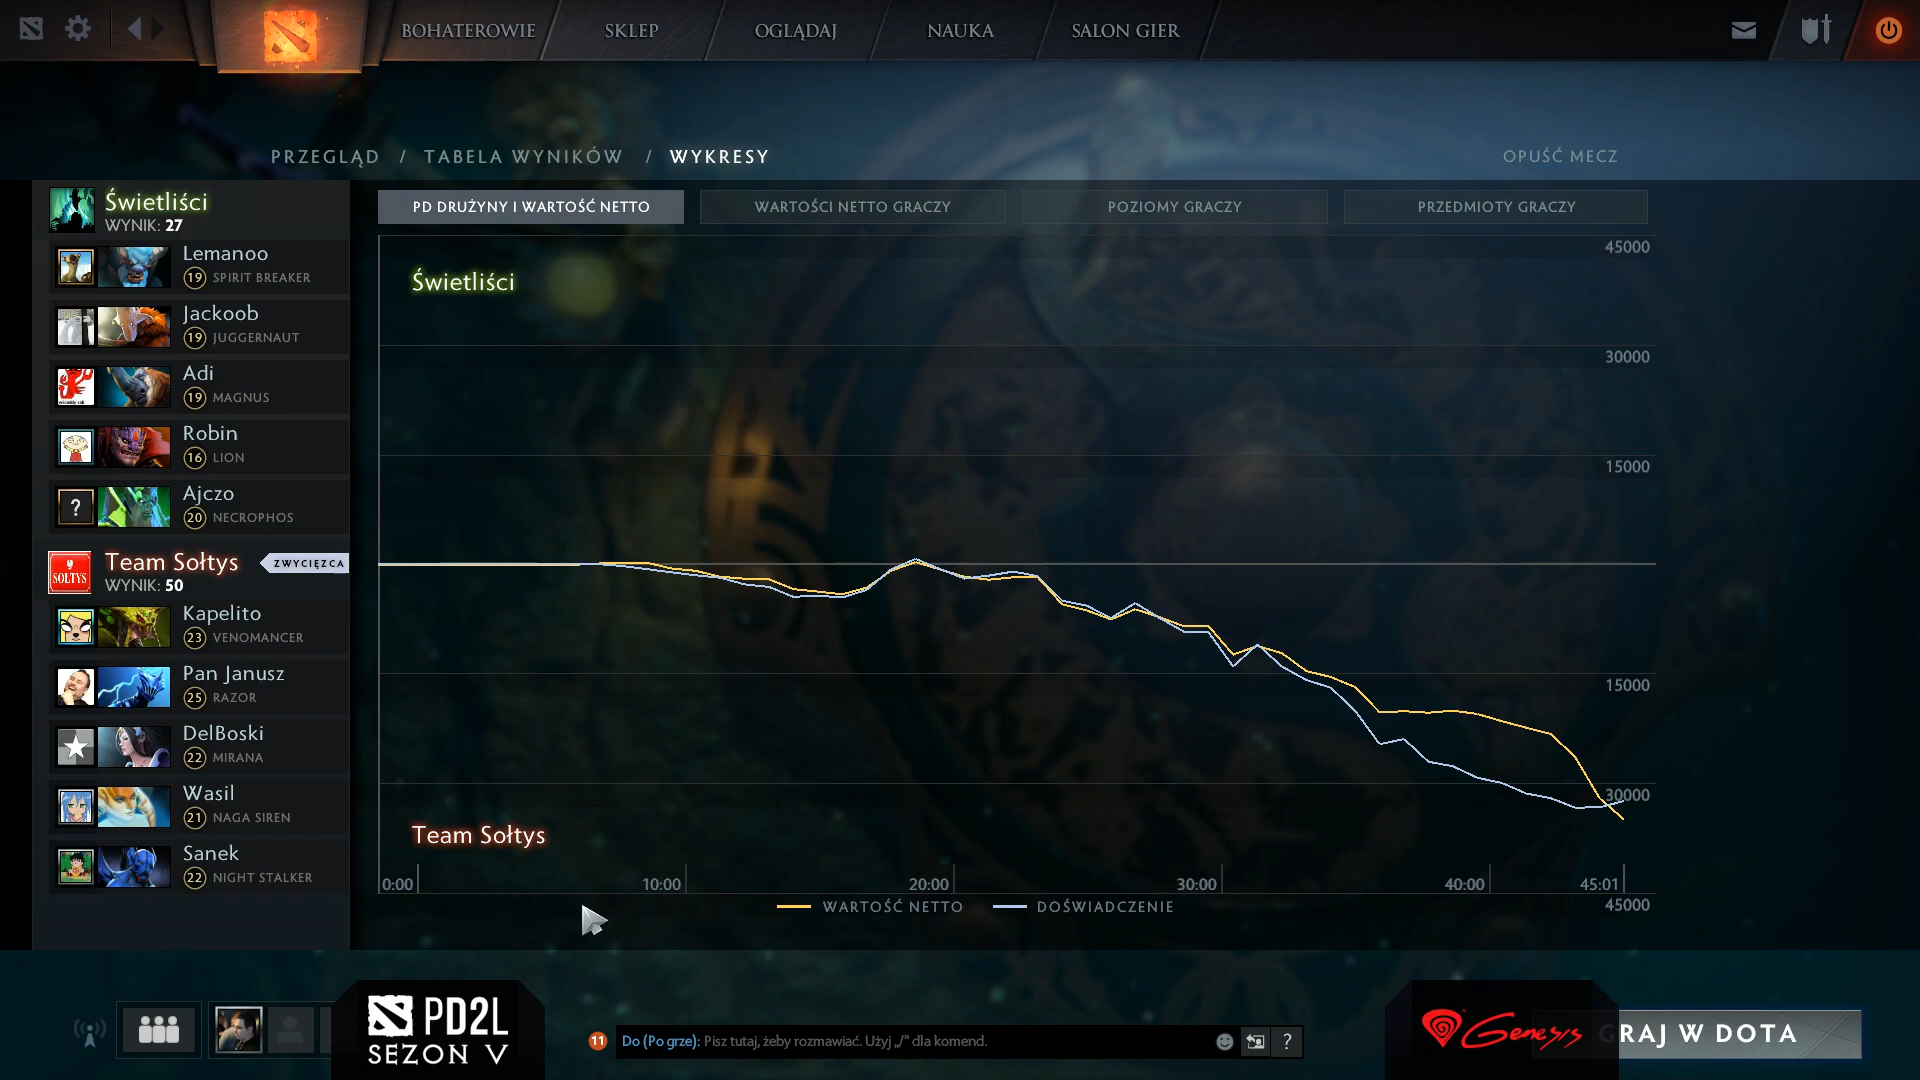 BOHATEROWIE
SKLEP
OGLĄDAJ
NAUKA
SALON GIER
PRZEGLĄD / TABELA WYNIKÓW / WYKRESY
OPUŚĆ MECZ
Świetliści
WYNIK: 27
Lemanoo
19 SPIRIT BREAKER
Jackoob
19 JUGGERNAUT
Adi
19 MAGNUS
Robin
16 LION
?
Ajczo
20 NECROPHOS
SOŁTYS
Team Sołtys
ZWYCIĘZCA
WYNIK: 50
Kapelito
23 VENOMANCER
Pan Janusz
25 RAZOR
DelBoski
22 MIRANA
Wasil
21 NAGA SIREN
Sanek
22 NIGHT STALKER
PD DRUŻYNY I WARTOŚĆ NETTO
WARTOŚCI NETTO GRACZY
POZIOMY GRACZY
PRZEDMIOTY GRACZY
45000
Świetliści
30000
15000
15000
30000
Team Sołtys
0:00
10:00
20:00
30:00
40:00
45:01
45000
WARTOŚĆ NETTO
DOŚWIADCZENIE
PD2L
SEZON V
11
Do (Po grze): Pisz tutaj, żeby rozmawiać. Użyj „/” dla komend.
?
Genesis
GRAJ W DOTA